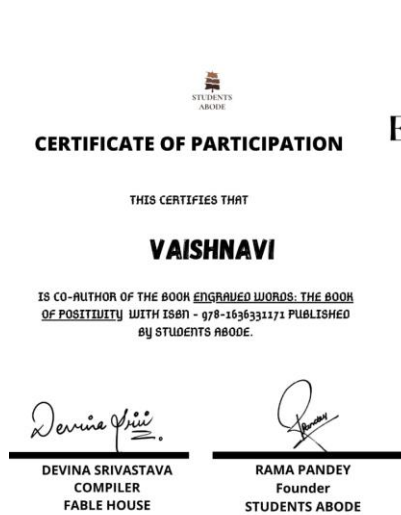 STUDENTS
ABODE
CERTIFICATE OF PARTICIPATION
THIS CERTIFIES THAT
VAISHNAVI
IS CO-AUTHOR OF THE BOOK ENGRAVED WORDS: THE BOOK
OF POSITIVITY WITH ISBN - 978-1636331171 PUBLISHED
BY STUDENTS ABODE.
DEVINA SRIVASTAVA
COMPILER
FABLE HOUSE
RAMA PANDEY
Founder
STUDENTS ABODE